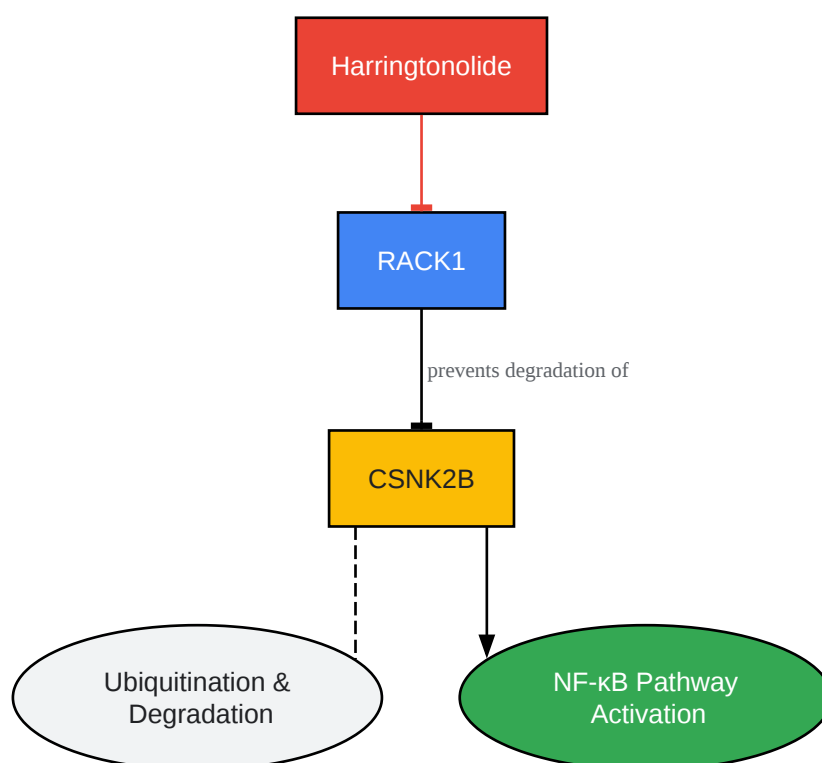 Harringtonolide
RACK1
prevents degradation of
CSNK2B
Ubiquitination &
Degradation
NF-κB Pathway
Activation